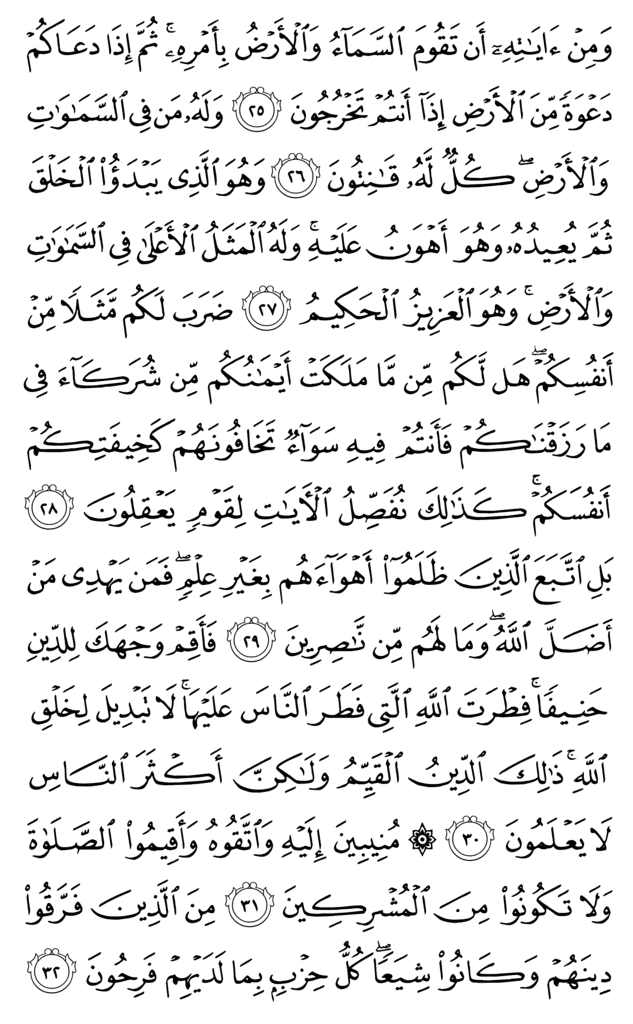 وَمِنْ ءَايَـٰتِهِۦٓ أَن تَقُومَ ٱلسَّمَآءُ وَٱلْأَرْضُ بِأَمْرِهِۦ ۚ ثُمَّ إِذَا دَعَاكُمْ
دَعْوَةً مِّنَ ٱلْأَرْضِ إِذَآ أَنتُمْ تَخْرُجُونَ ٢٥ وَلَهُۥ مَن فِى ٱلسَّمَـٰوَٰتِ
وَٱلْأَرْضِ ۖ كُلٌّ لَّهُۥ قَـٰنِتُونَ ٢٦ وَهُوَ ٱلَّذِى يَبْدَؤُا۟ ٱلْخَلْقَ
ثُمَّ يُعِيدُهُۥ وَهُوَ أَهْوَنُ عَلَيْهِ ۚ وَلَهُ ٱلْمَثَلُ ٱلْأَعْلَىٰ فِى ٱلسَّمَـٰوَٰتِ
وَٱلْأَرْضِ ۚ وَهُوَ ٱلْعَزِيزُ ٱلْحَكِيمُ ٢٧ ضَرَبَ لَكُم مَّثَلًا مِّنْ
أَنفُسِكُمْ ۖ هَل لَّكُم مِّن مَّا مَلَكَتْ أَيْمَـٰنُكُم مِّن شُرَكَآءَ فِى
مَا رَزَقْنَـٰكُمْ فَأَنتُمْ فِيهِ سَوَآءٌ تَخَافُونَهُمْ كَخِيفَتِكُمْ
أَنفُسَكُمْ ۚ كَذَٰلِكَ نُفَصِّلُ ٱلْـَٔايَـٰتِ لِقَوْمٍ يَعْقِلُونَ ٢٨
بَلِ ٱتَّبَعَ ٱلَّذِينَ ظَلَمُوٓا۟ أَهْوَآءَهُم بِغَيْرِ عِلْمٍ ۖ فَمَن يَهْدِى مَنْ
أَضَلَّ ٱللَّهُ ۖ وَمَا لَهُم مِّن نَّـٰصِرِينَ ٢٩ فَأَقِمْ وَجْهَكَ لِلدِّينِ
حَنِيفًا ۚ فِطْرَتَ ٱللَّهِ ٱلَّتِى فَطَرَ ٱلنَّاسَ عَلَيْهَا ۚ لَا تَبْدِيلَ لِخَلْقِ
ٱللَّهِ ۚ ذَٰلِكَ ٱلدِّينُ ٱلْقَيِّمُ وَلَـٰكِنَّ أَكْثَرَ ٱلنَّاسِ
لَا يَعْلَمُونَ ٣٠ ۞ مُنِيبِينَ إِلَيْهِ وَٱتَّقُوهُ وَأَقِيمُوا۟ ٱلصَّلَوٰةَ
وَلَا تَكُونُوا۟ مِنَ ٱلْمُشْرِكِينَ ٣١ مِنَ ٱلَّذِينَ فَرَّقُوا۟
دِينَهُمْ وَكَانُوا۟ شِيَعًا ۖ كُلُّ حِزْبٍۭ بِمَا لَدَيْهِمْ فَرِحُونَ ٣٢